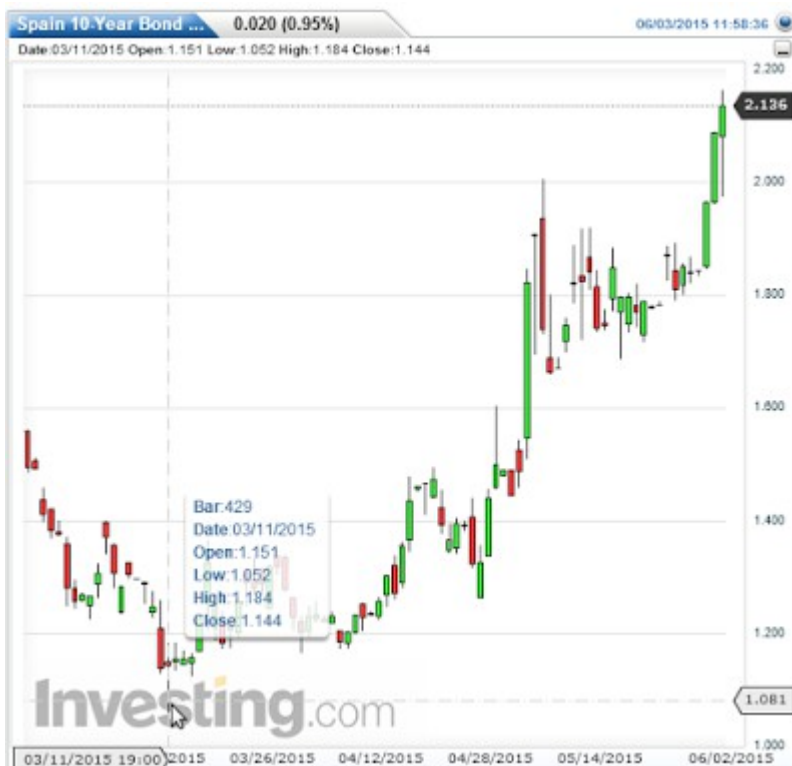 Spain 10-Year Bond ... 0.020 (0.95%) 06/03/2015 11:58:36
Date:03/11/2015 Open:1.151 Low:1.052 High:1.184 Close:1.144
2.200
2.136
2.000
1.800
1.600
1.400
Bar:429
Date:03/11/2015
Open:1.151
Low:1.052
High:1.184
Close:1.144
1.200
Investing.com
1.081
1.000
03/11/2015 19:00 2015 03/26/2015 04/12/2015 04/28/2015 05/14/2015 06/02/2015